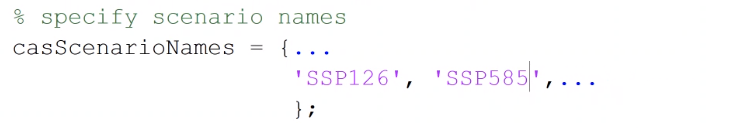 % specify scenario names
casScenarioNames = {...
'SSP126', 'SSP585',...
};